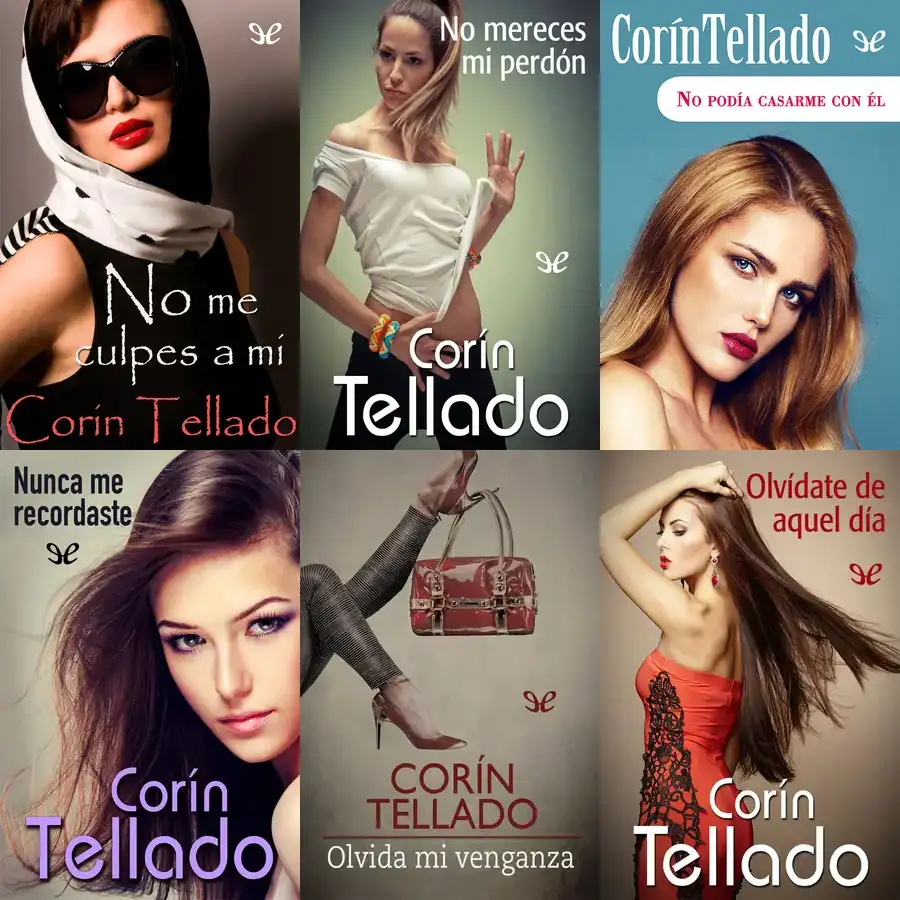 No me
culpes a mi
Corín Tellado
No mereces
mi perdón
Corín
Tellado
CorínTellado
No podía casarme con él
Nunca me
recordaste
Corín
Tellado
CORÍN
TELLADO
Olvida mi venganza
Olvídate de
aquel día
Corín
Tellado